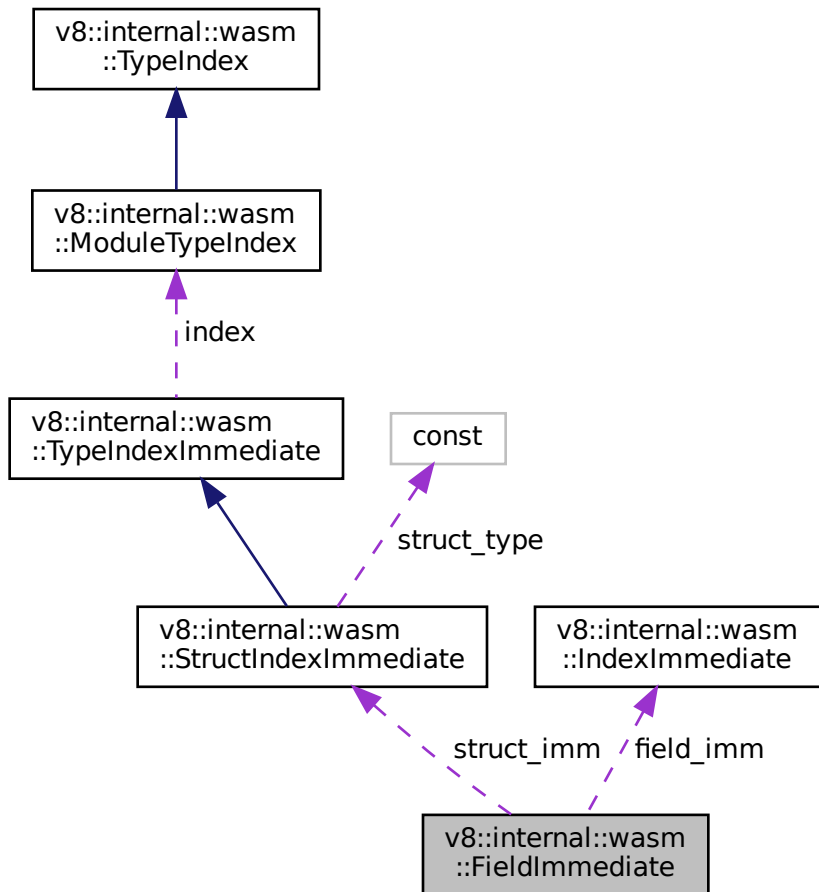 v8::internal::wasm
::TypeIndex
v8::internal::wasm
::ModuleTypeIndex
index
v8::internal::wasm
::TypeIndexImmediate
const
struct_type
v8::internal::wasm
::StructIndexImmediate
v8::internal::wasm
::IndexImmediate
struct_imm
field_imm
v8::internal::wasm
::FieldImmediate